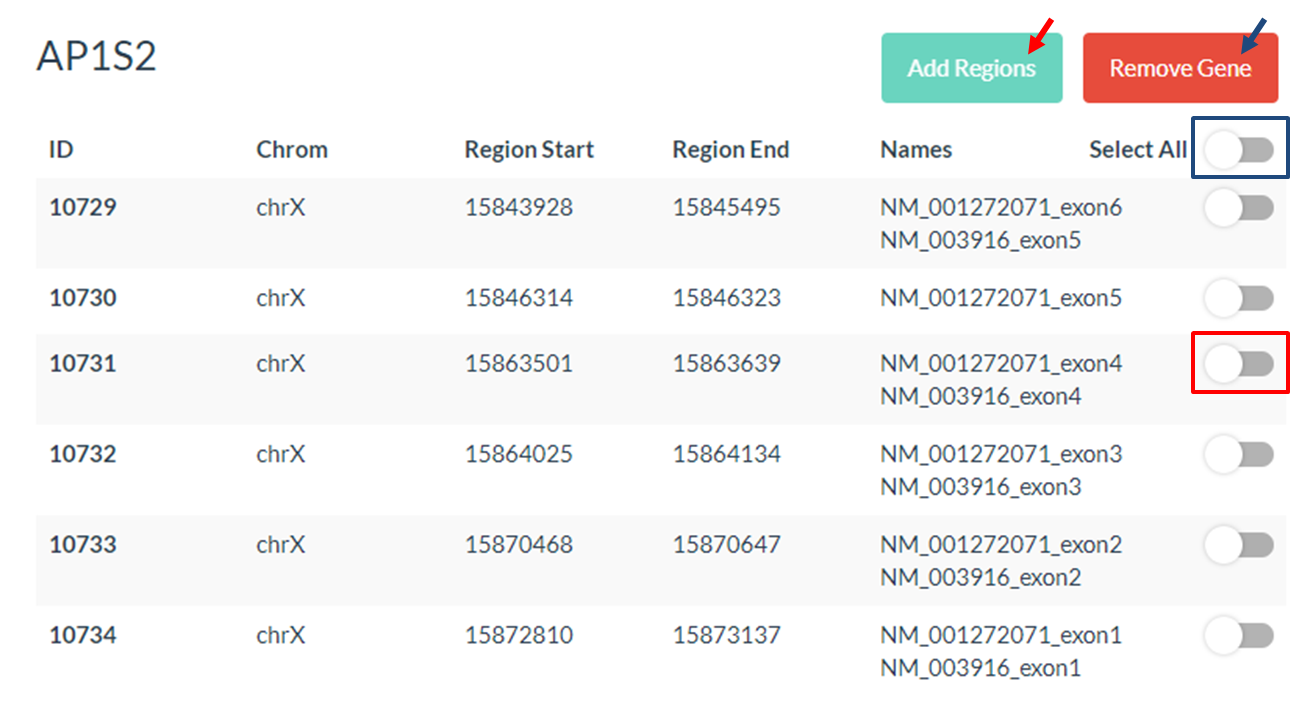 AP1S2
Add Regions
Remove Gene
ID Chrom Region Start Region End Names Select All
10729 chrX 15843928 15845495 NM_001272071_exon6
NM_003916_exon5
10730 chrX 15846314 15846323 NM_001272071_exon5
10731 chrX 15863501 15863639 NM_001272071_exon4
NM_003916_exon4
10732 chrX 15864025 15864134 NM_001272071_exon3
NM_003916_exon3
10733 chrX 15870468 15870647 NM_001272071_exon2
NM_003916_exon2
10734 chrX 15872810 15873137 NM_001272071_exon1
NM_003916_exon1